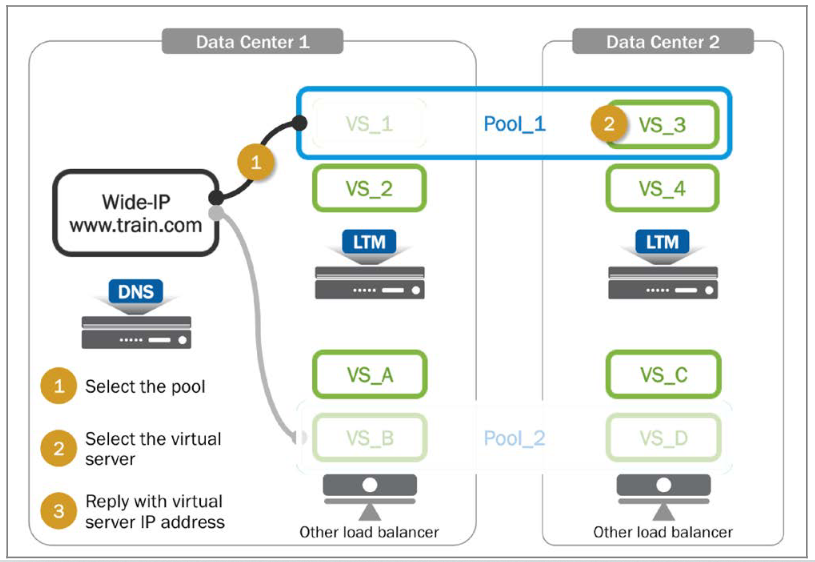 Data Center 1
Data Center 2
VS_1
Pool_1
2
VS_3
1
Wide-IP
www.train.com
VS_2
VS_4
LTM
LTM
DNS
VS_A
VS_C
1 Select the pool
VS_B
Pool_2
VS_D
2 Select the virtual
server
3 Reply with virtual
server IP address
Other load balancer
Other load balancer